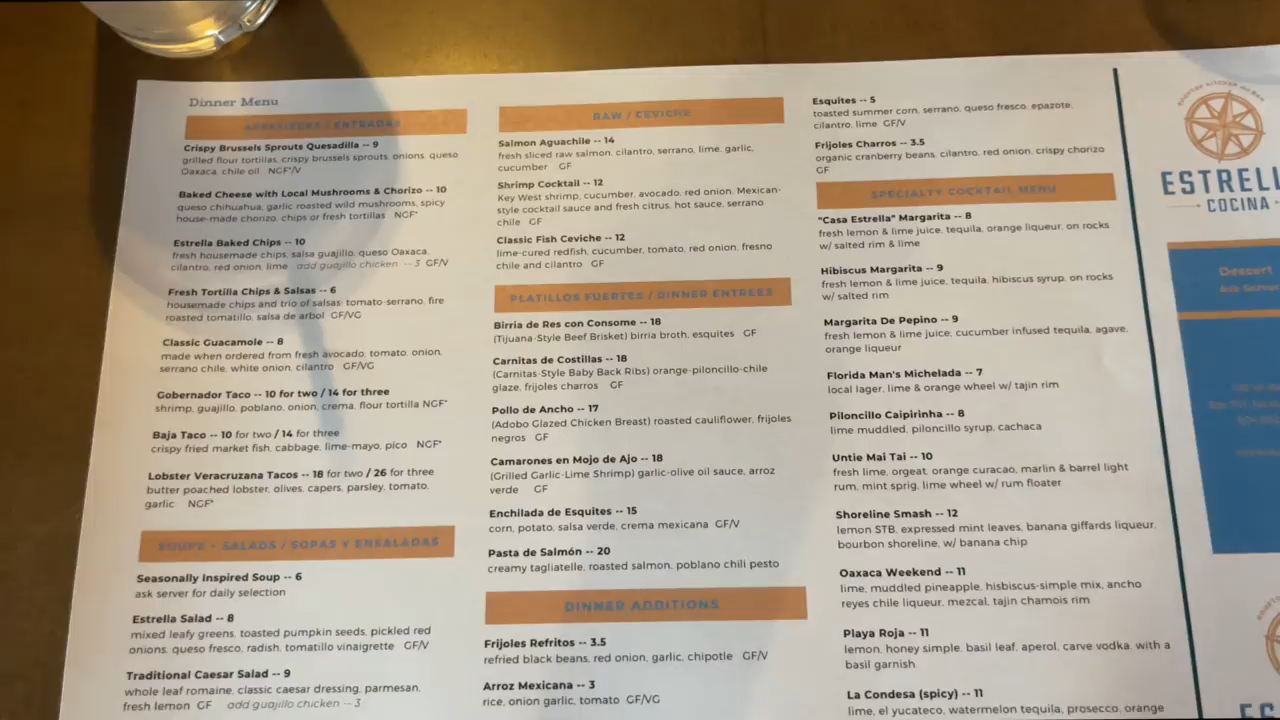 Dinner Menu
APPETIZERS / ENTRADAS
Crispy Brussels Sprouts Quesadilla -- 9
grilled flour tortillas, crispy brussels sprouts, onions, queso
Oaxaca, chile oil NGF*/V
Baked Cheese with Local Mushrooms & Chorizo -- 10
queso chihuahua, garlic roasted wild mushrooms, spicy
house-made chorizo, chips or fresh tortillas NGF*
Estrella Baked Chips -- 10
fresh housemade chips, salsa guajillo, queso Oaxaca,
cilantro, red onion, lime add guajillo chicken -- 3 GF/V
Fresh Tortilla Chips & Salsas -- 6
housemade chips and trio of salsas: tomato-serrano, fire
roasted tomatillo, salsa de arbol GF/VG
Classic Guacamole -- 8
made when ordered from fresh avocado, tomato, onion,
serrano chile, white onion, cilantro GF/VG
Gobernador Taco -- 10 for two / 14 for three
shrimp, guajillo, poblano, onion, crema, flour tortilla NGF*
Baja Taco -- 10 for two / 14 for three
crispy fried market fish, cabbage, lime-mayo, pico NGF*
Lobster Veracruzana Tacos -- 18 for two / 26 for three
butter poached lobster, olives, capers, parsley, tomato,
garlic NGF*
SOUPS + SALADS / SOPAS Y ENSALADAS
Seasonally Inspired Soup -- 6
ask server for daily selection
Estrella Salad -- 8
mixed leafy greens, toasted pumpkin seeds, pickled red
onions, queso fresco, radish, tomatillo vinaigrette GF/V
Traditional Caesar Salad -- 9
whole leaf romaine, classic caesar dressing, parmesan,
fresh lemon GF add guajillo chicken -- 3
RAW / CEVICHE
Salmon Aguachile -- 14
fresh sliced raw salmon, cilantro, serrano, lime, garlic,
cucumber GF
Shrimp Cocktail -- 12
Key West shrimp, cucumber, avocado, red onion, Mexican-
style cocktail sauce and fresh citrus, hot sauce, serrano
chile GF
Classic Fish Ceviche -- 12
lime-cured redfish, cucumber, tomato, red onion, fresno
chile and cilantro GF
PLATILLOS FUERTES / DINNER ENTREES
Birria de Res con Consome -- 18
(Tijuana-Style Beef Brisket) birria broth, esquites GF
Carnitas de Costillas -- 18
(Carnitas-Style Baby Back Ribs) orange-piloncillo-chile
glaze, frijoles charros GF
Pollo de Ancho -- 17
(Adobo Glazed Chicken Breast) roasted cauliflower, frijoles
negros GF
Camarones en Mojo de Ajo -- 18
(Grilled Garlic-Lime Shrimp) garlic-olive oil sauce, arroz
verde GF
Enchilada de Esquites -- 15
corn, potato, salsa verde, crema mexicana GF/V
Pasta de Salmón -- 20
creamy tagliatelle, roasted salmon, poblano chili pesto
DINNER ADDITIONS
Frijoles Refritos -- 3.5
refried black beans, red onion, garlic, chipotle GF/V
Arroz Mexicana -- 3
rice, onion garlic, tomato GF/VG
Esquites -- 5
toasted summer corn, serrano, queso fresco, epazote,
cilantro, lime GF/V
Frijoles Charros -- 3.5
organic cranberry beans, cilantro, red onion, crispy chorizo
GF
SPECIALTY COCKTAIL MENU
"Casa Estrella" Margarita -- 8
fresh lemon & lime juice, tequila, orange liqueur, on rocks
w/ salted rim & lime
Hibiscus Margarita -- 9
fresh lemon & lime juice, tequila, hibiscus syrup, on rocks
w/ salted rim
Margarita De Pepino -- 9
fresh lemon & lime juice, cucumber infused tequila, agave,
orange liqueur
Florida Man's Michelada -- 7
local lager, lime & orange wheel w/ tajin rim
Piloncillo Caipirinha -- 8
lime muddled, piloncillo syrup, cachaca
Untie Mai Tai -- 10
fresh lime, orgeat, orange curacao, marlin & barrel light
rum, mint sprig, lime wheel w/ rum floater
Shoreline Smash -- 12
lemon STB, expressed mint leaves, banana giffards liqueur,
bourbon shoreline, w/ banana chip
Oaxaca Weekend -- 11
lime, muddled pineapple, hisbiscus-simple mix, ancho
reyes chile liqueur, mezcal, tajin chamois rim
Playa Roja -- 11
lemon, honey simple, basil leaf, aperol, carve vodka, with a
basil garnish
La Condesa (spicy) -- 11
lime, el yucateco, watermelon tequila, prosecco, orange
ESTRELL
COCINA
Dessert